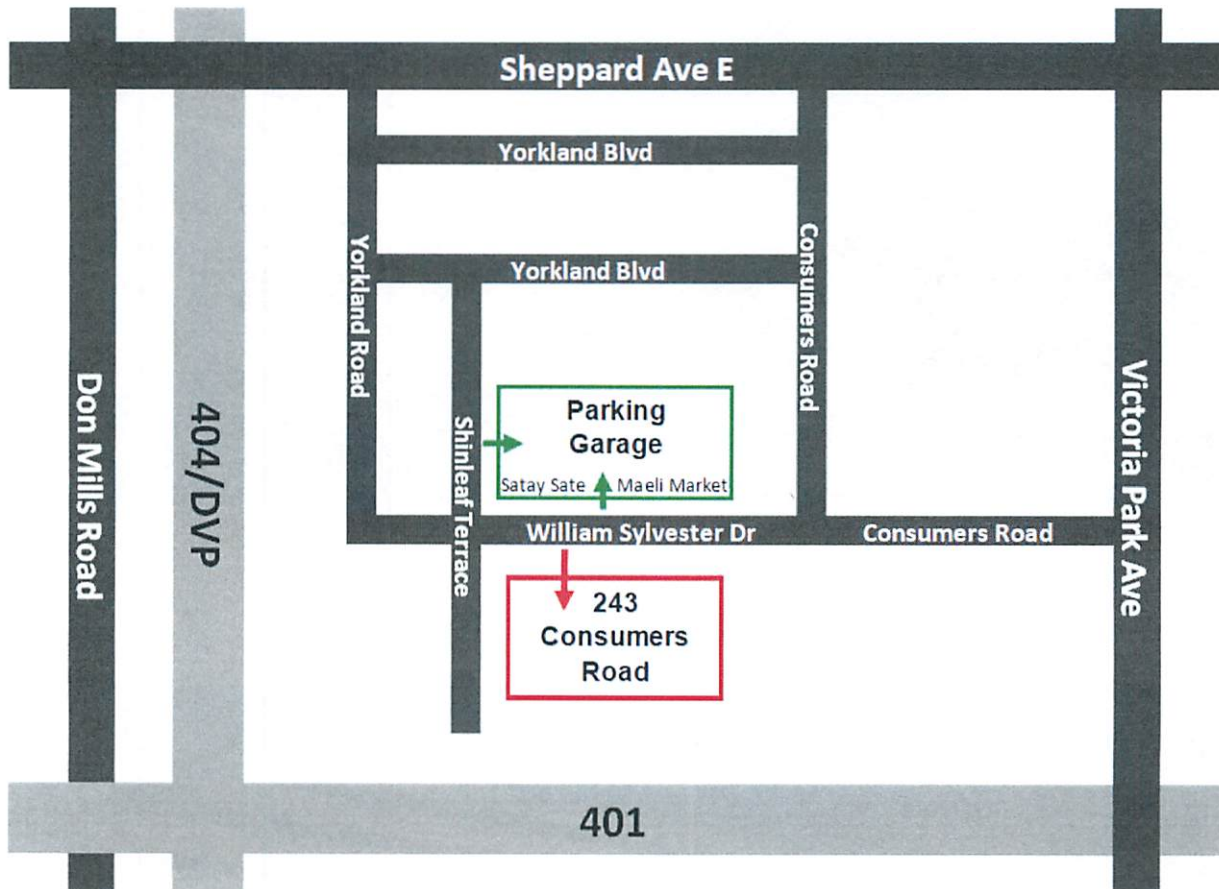 Sheppard Ave E
Yorkland Blvd
Yorkland Blvd
Yorkland Road
Consumers Road
Don Mills Road
404/DVP
Victoria Park Ave
Shinleaf Terrace
Parking
Garage
Satay Sate
Maeli Market
William Sylvester Dr
Consumers Road
243
Consumers
Road
401